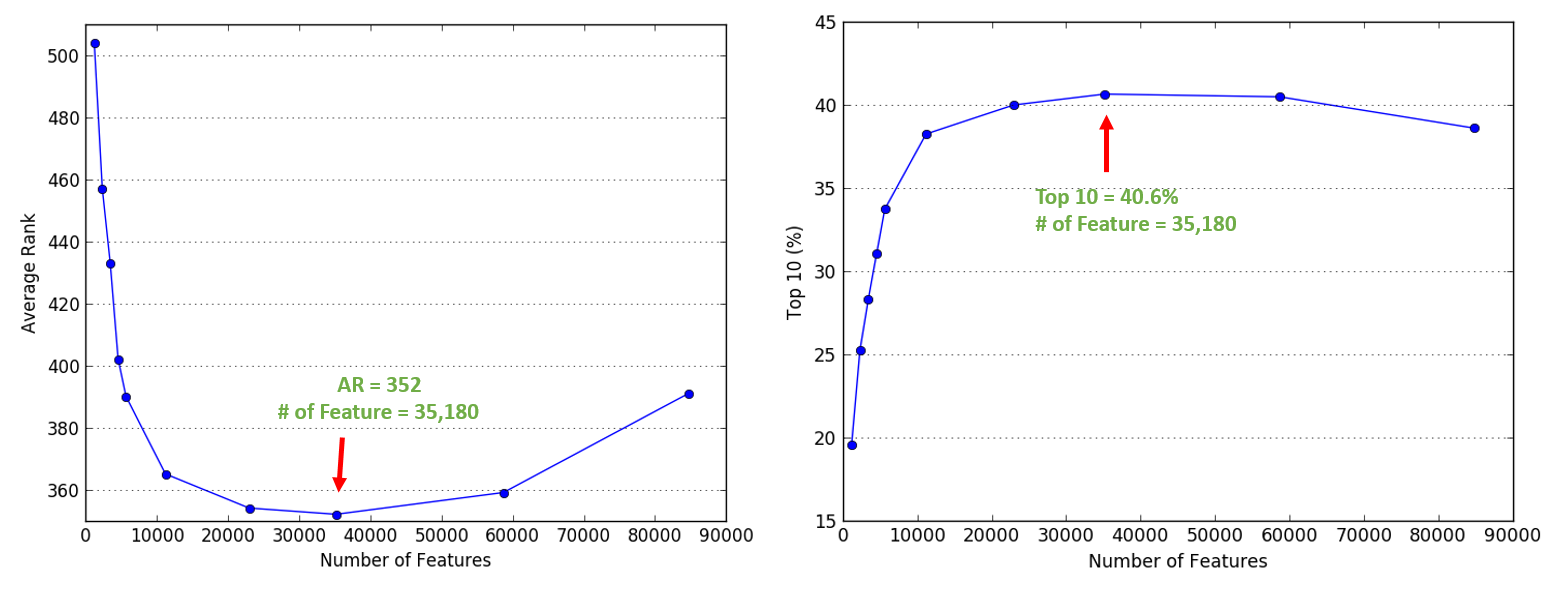 500
480
460
440
420
400
380
360
Average Rank
AR = 352
# of Feature = 35,180
0 10000 20000 30000 40000 50000 60000 70000 80000 90000
Number of Features
45
40
35
30
25
20
15
Top 10 (%)
Top 10 = 40.6%
# of Feature = 35,180
0 10000 20000 30000 40000 50000 60000 70000 80000 90000
Number of Features